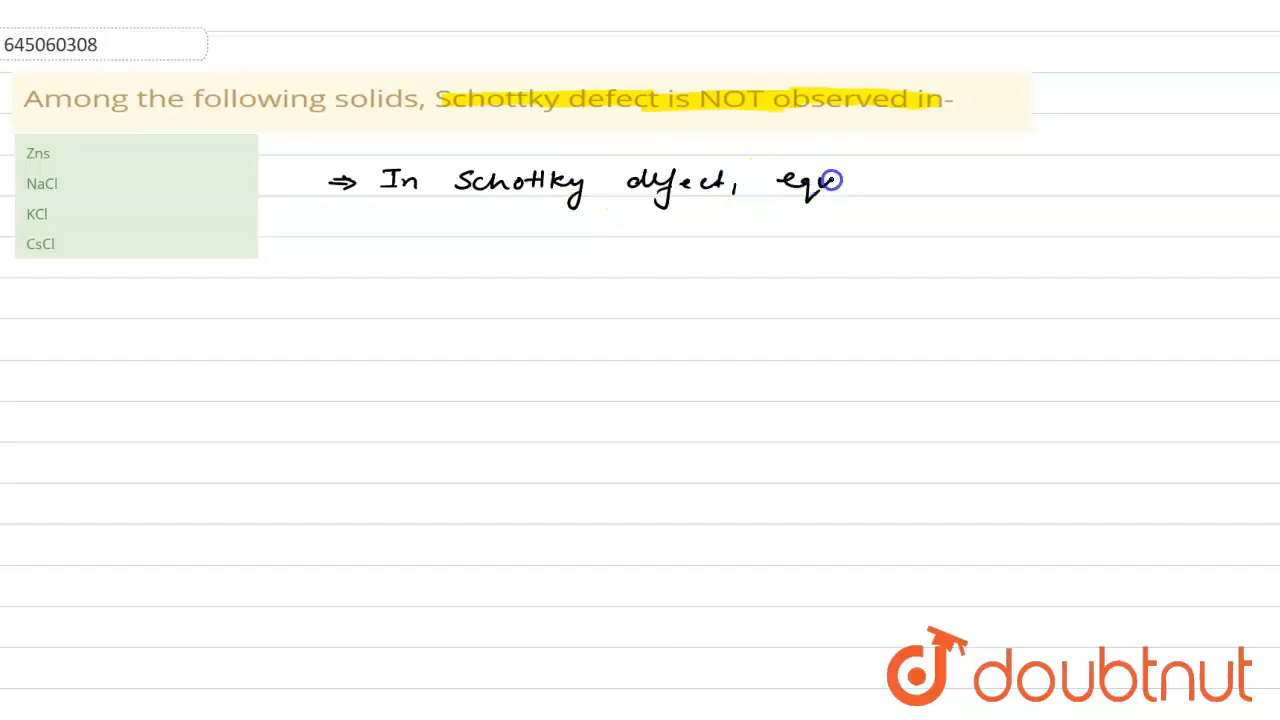 645060308
Among the following solids, Schottky defect is NOT observed in-
Zns
NaCl
KCl
CsCl
⇒ In Schottky defect, equ
doubtnut